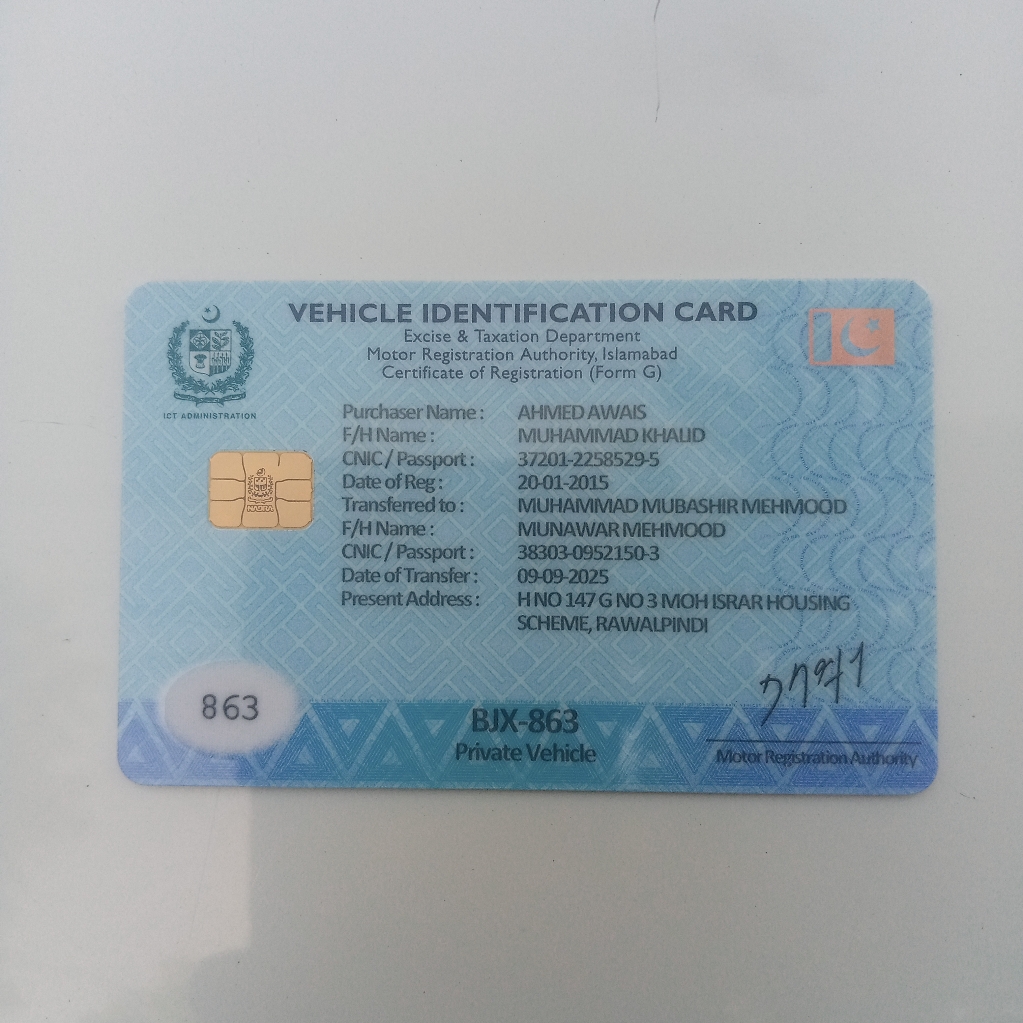 VEHICLE IDENTIFICATION CARD
Excise & Taxation Department
Motor Registration Authority, Islamabad
Certificate of Registration (Form G)
ICT ADMINISTRATION
Purchaser Name : AHMED AWAIS
F/H Name : MUHAMMAD KHALID
CNIC / Passport : 37201-2258529-5
Date of Reg : 20-01-2015
Transferred to : MUHAMMAD MUBASHIR MEHMOOD
F/H Name : MUNAWAR MEHMOOD
CNIC / Passport : 38303-0952150-3
Date of Transfer : 09-09-2025
Present Address : H NO 147 G NO 3 MOH ISRAR HOUSING
SCHEME, RAWALPINDI
NADRA
863
BJX-863
Private Vehicle
Motor Registration Authority